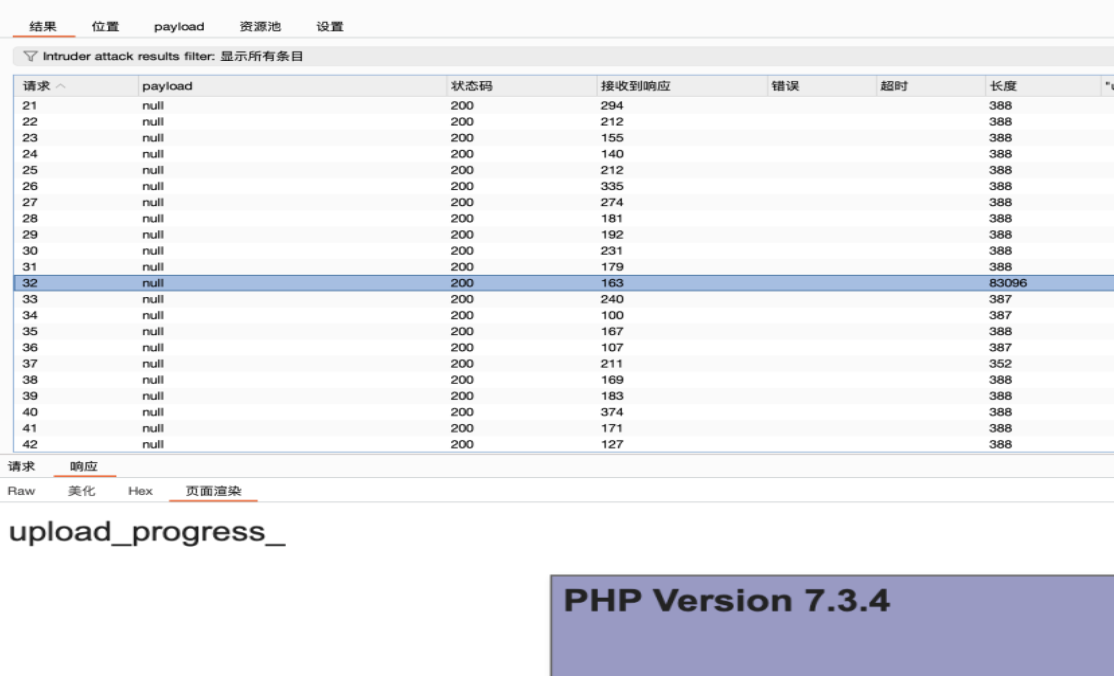 结果 位置 payload 资源池 设置
Intruder attack results filter: 显示所有条目
请求 payload 状态码 接收到响应 错误 超时 长度
21 null 200 294 388
22 null 200 212 388
23 null 200 155 388
24 null 200 140 388
25 null 200 212 388
26 null 200 335 388
27 null 200 274 388
28 null 200 181 388
29 null 200 192 388
30 null 200 231 388
31 null 200 179 388
32 null 200 163 83096
33 null 200 240 387
34 null 200 100 387
35 null 200 167 388
36 null 200 107 387
37 null 200 211 352
38 null 200 169 388
39 null 200 183 388
40 null 200 374 388
41 null 200 171 388
42 null 200 127 388
请求 响应
Raw 美化 Hex 页面渲染
upload_progress_
PHP Version 7.3.4